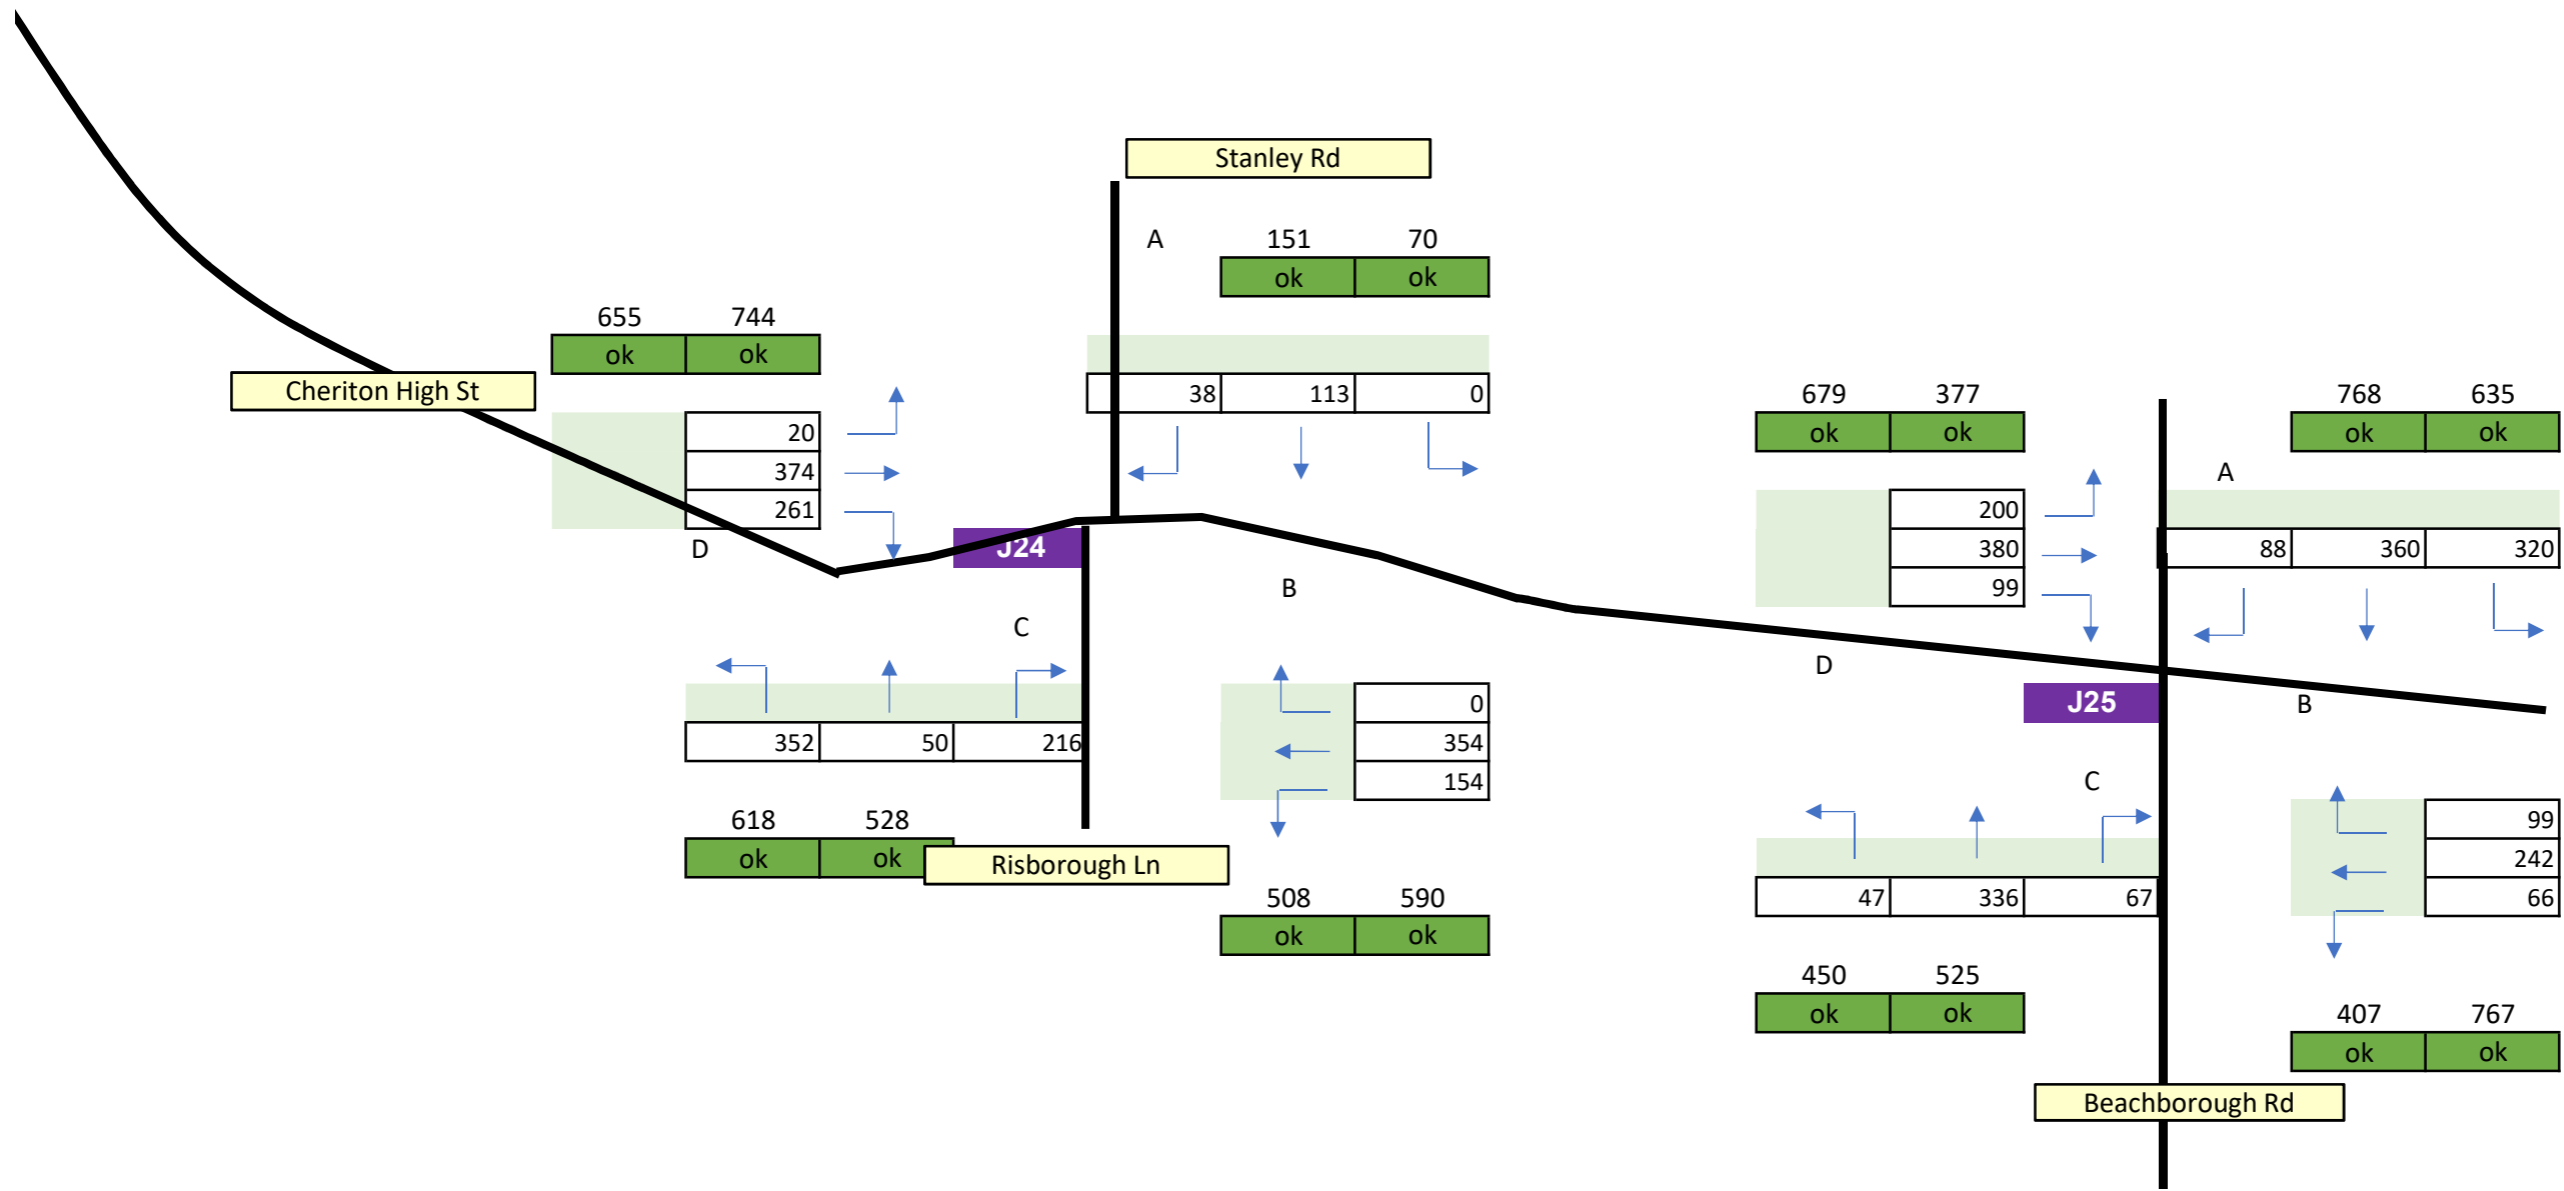 Stanley Rd
A 151 70
ok ok
655 744
ok ok
Cheriton High St
38 113 0
679 377
768 635
ok ok
ok ok
20
374
261
A
200
380
99
D
J24
88 360 320
B
C
D
J25
B
0
354
154
352 50 216
C
618 528
ok ok
Risborough Ln
99
242
66
508 590
ok ok
47 336 67
450 525
ok ok
407 767
ok ok
Beachborough Rd